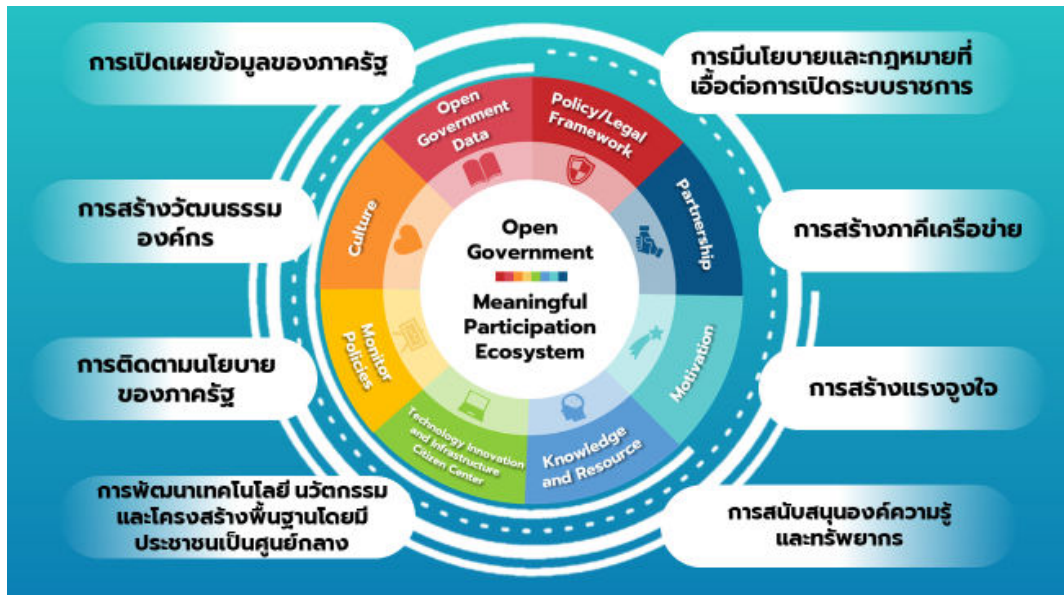 การเปิดเผยข้อมูลของภาครัฐ
การมีนโยบายและกฎหมายที่
เอื้อต่อการเปิดระบบราชการ
การสร้างวัฒนธรรม
องค์กร
การสร้างภาคีเครือข่าย
การติดตามนโยบาย
ของภาครัฐ
การสร้างแรงจูงใจ
การพัฒนาเทคโนโลยี นวัตกรรม
และโครงสร้างพื้นฐานโดยมี
ประชาชนเป็นศูนย์กลาง
การสนับสนุนองค์ความรู้
และทรัพยากร
Open
Government
Data
Policy/Legal
Framework
Partnership
Motivation
Knowledge
and Resource
Technology Innovation
and Infrastructure
Citizen Center
Monitor
Policies
Culture
Open
Government
Meaningful
Participation
Ecosystem